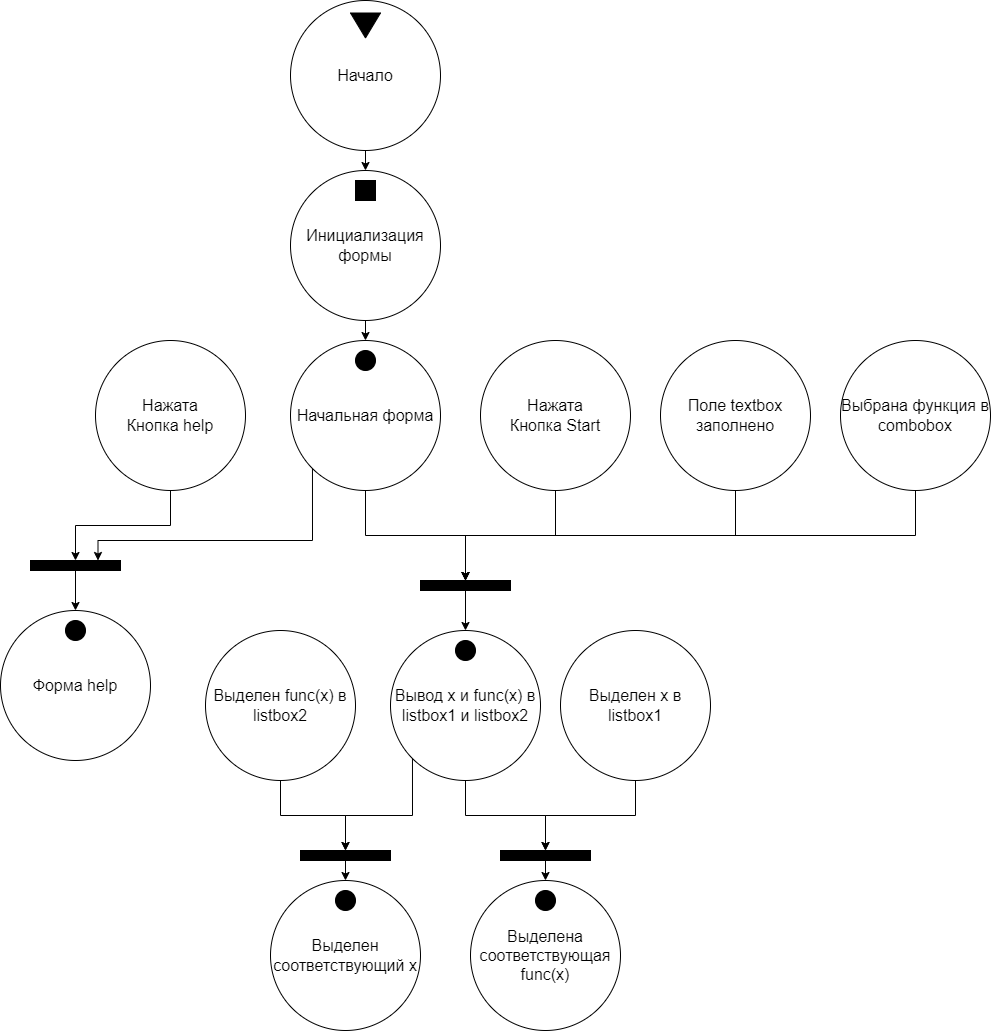 Начало
Инициализация
формы
Нажата
Кнопка help
Начальная форма
Нажата
Кнопка Start
Поле textbox
заполнено
Выбрана функция в
combobox
Форма help
Выделен func(x) в
listbox2
Вывод x и func(x) в
listbox1 и listbox2
Выделен x в
listbox1
Выделен
соответствующий x
Выделена
соответствующая
func(x)